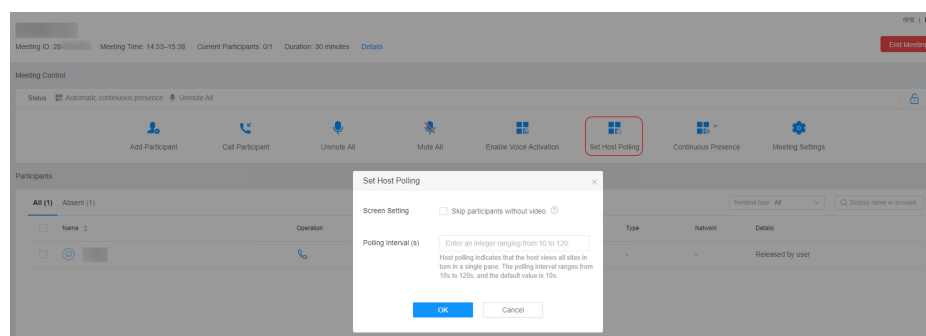 中文 |
Meeting ID: 28
Meeting Time: 14:53–15:38
Current Participants: 0/1
Duration: 30 minutes
Details
End Meeting
Meeting Control
Status
Automatic continuous presence
Unmute All
Add Participant
Call Participant
Unmute All
Mute All
Enable Voice Activation
Set Host Polling
Continuous Presence
Meeting Settings
Participants
All (1)
Absent (1)
Terminal type: All
Display name or account
Name
Operation
Type
Network
Details
-
-
Released by user
Set Host Polling
Screen Setting
Skip participants without video
Polling Interval (s)
Enter an integer ranging from 10 to 120.
Host polling indicates that the host views all sites in
turn in a single pane. The polling interval ranges from
10s to 120s, and the default value is 10s.
OK
Cancel